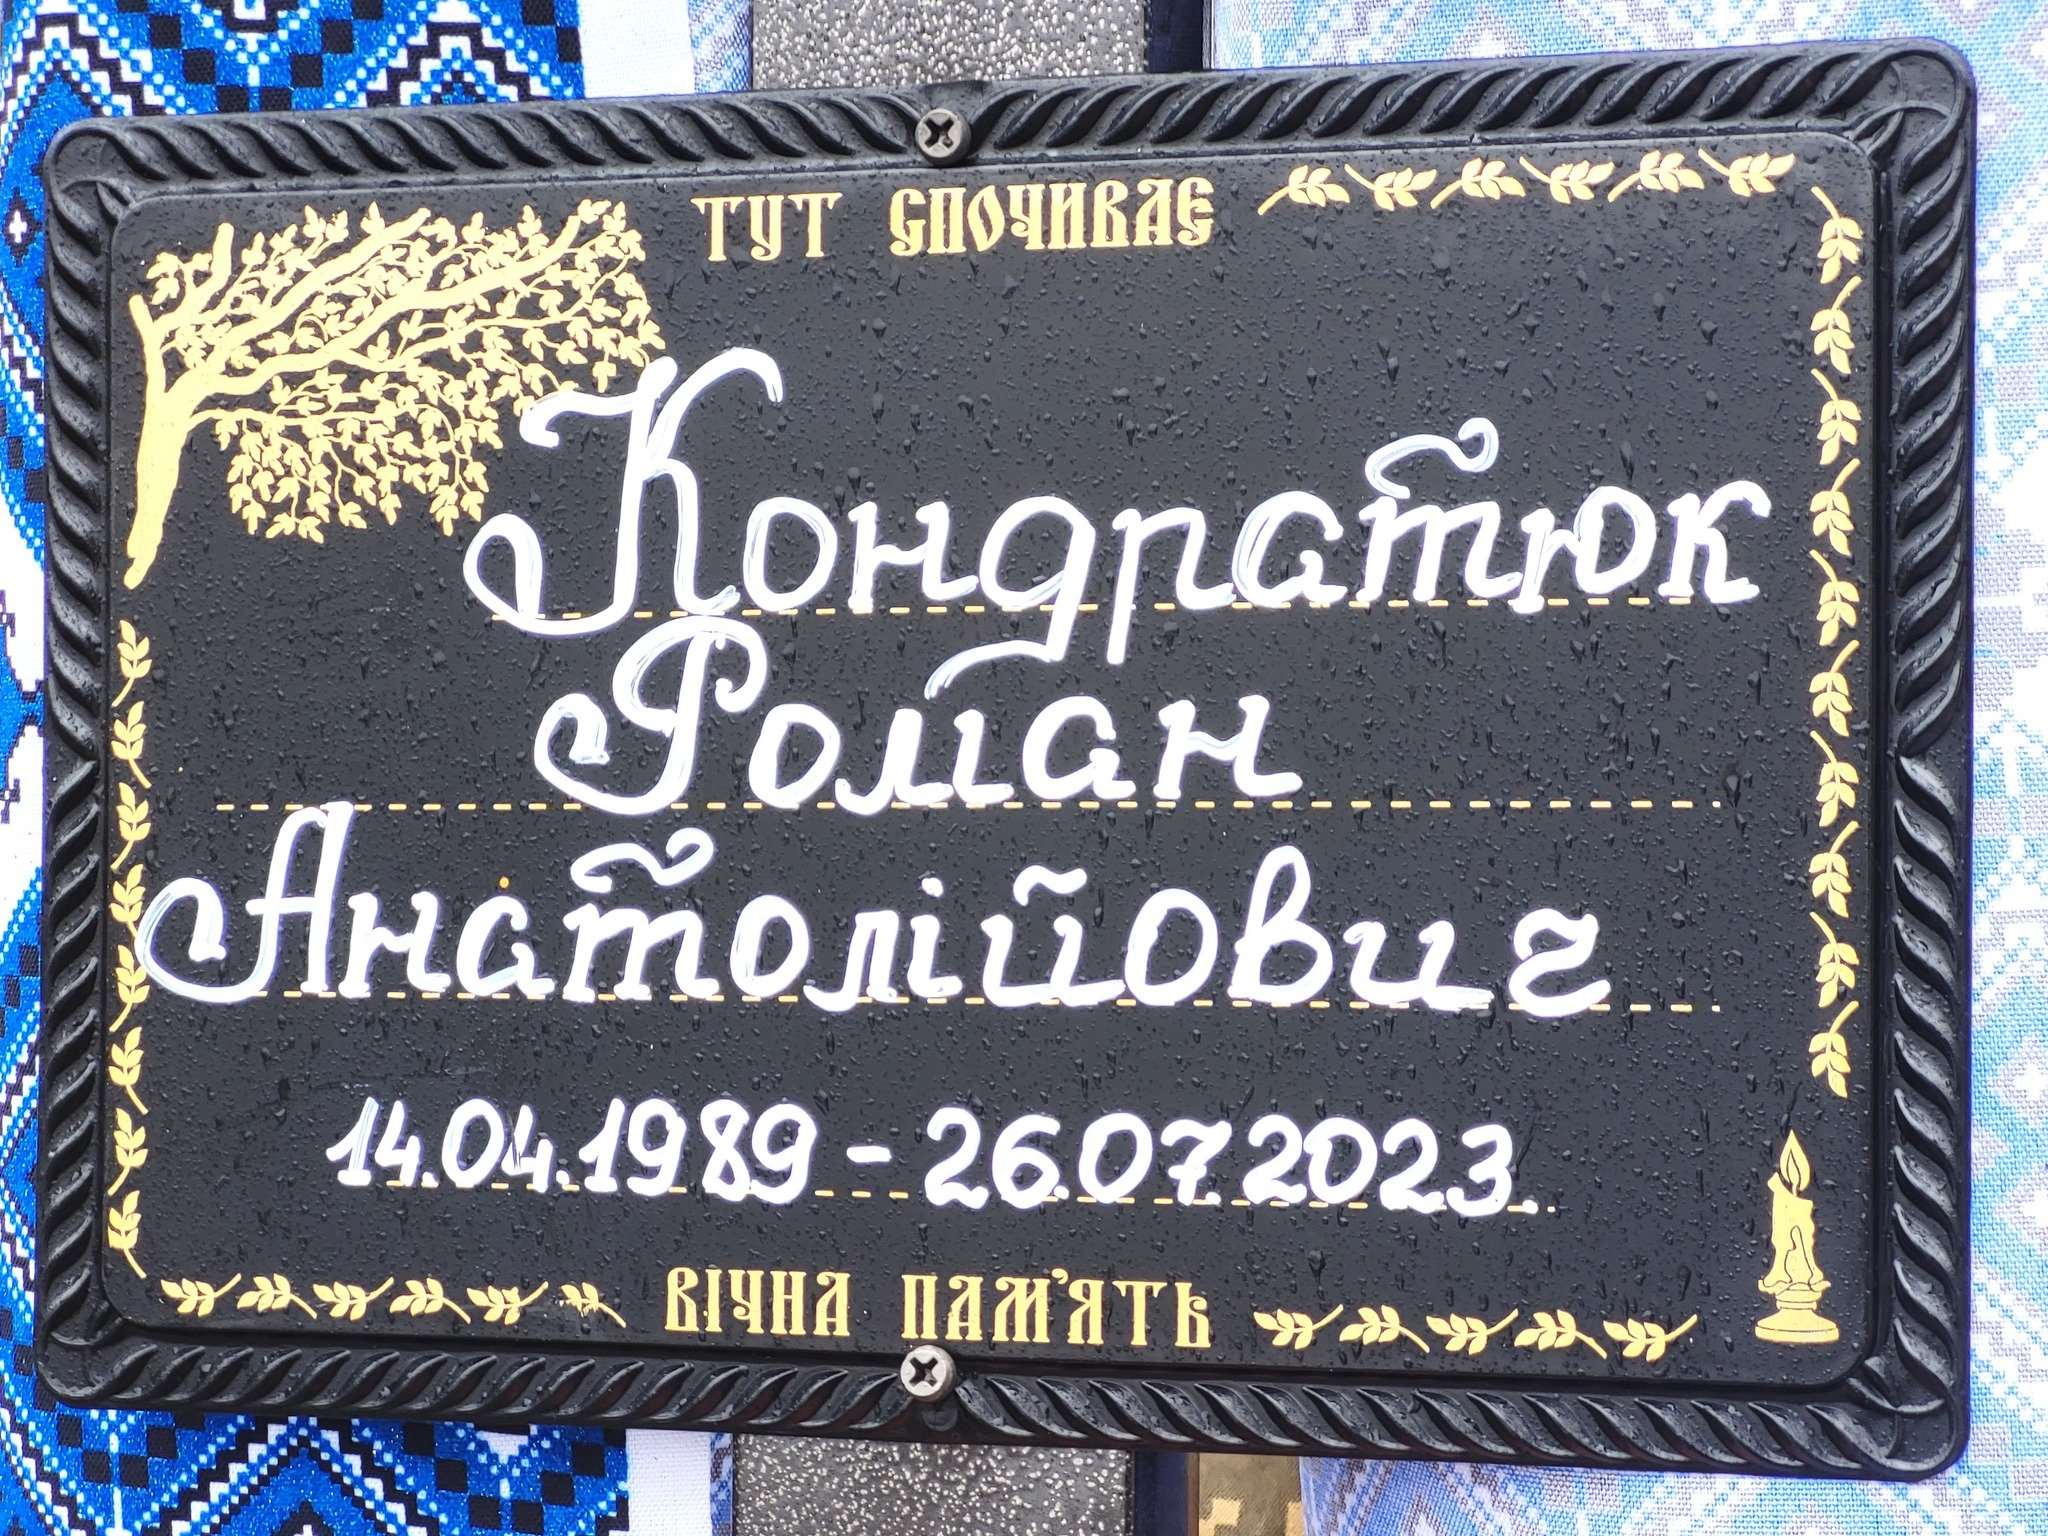 ТУТ СПОЧИВАЄ
Кондратюк
Роман
Анатолійович
14.04.1989 - 26.07.2023.
ВІЧНА ПАМ'ЯТЬ